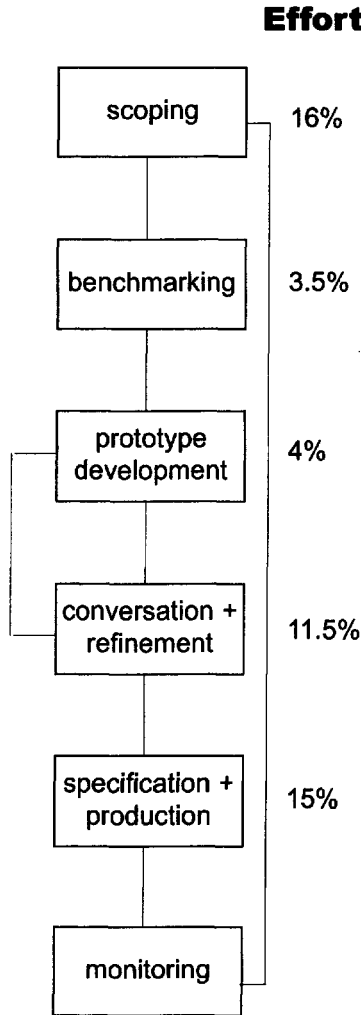 Effort
scoping
16%
benchmarking
3.5%
prototype
development
4%
conversation +
refinement
11.5%
specification +
production
15%
monitoring